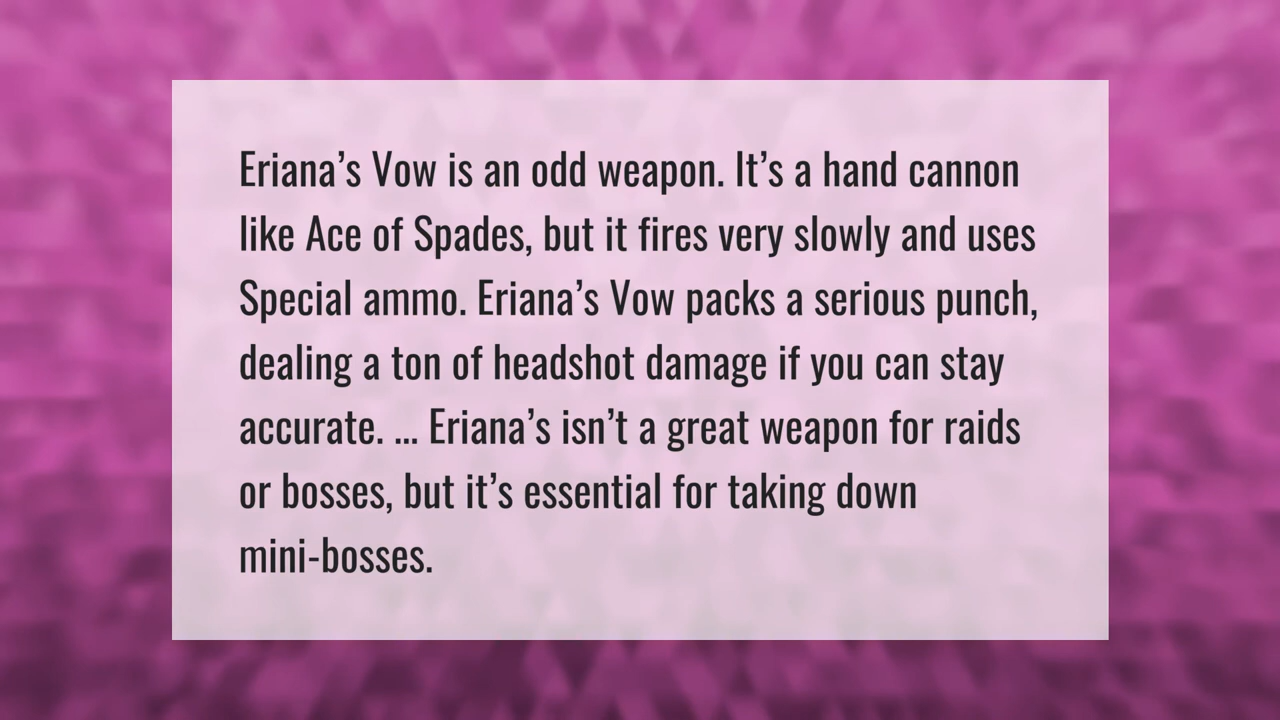 Eriana’s Vow is an odd weapon. It’s a hand cannon
like Ace of Spades, but it fires very slowly and uses
Special ammo. Eriana’s Vow packs a serious punch,
dealing a ton of headshot damage if you can stay
accurate. ... Eriana’s isn’t a great weapon for raids
or bosses, but it’s essential for taking down
mini-bosses.